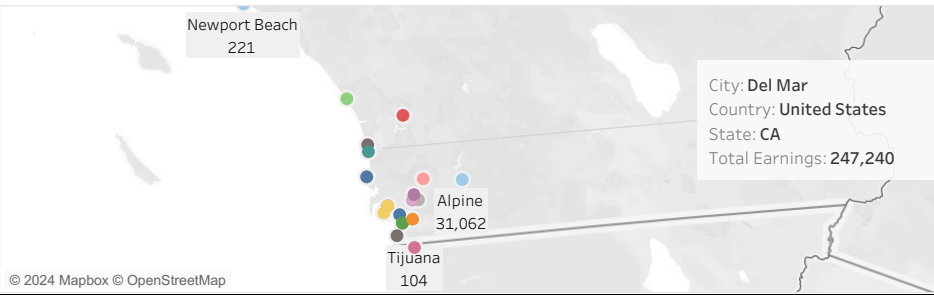 Newport Beach
221
City: Del Mar
Country: United States
State: CA
Total Earnings: 247,240
Alpine
31,062
Tijuana
104
© 2024 Mapbox © OpenStreetMap